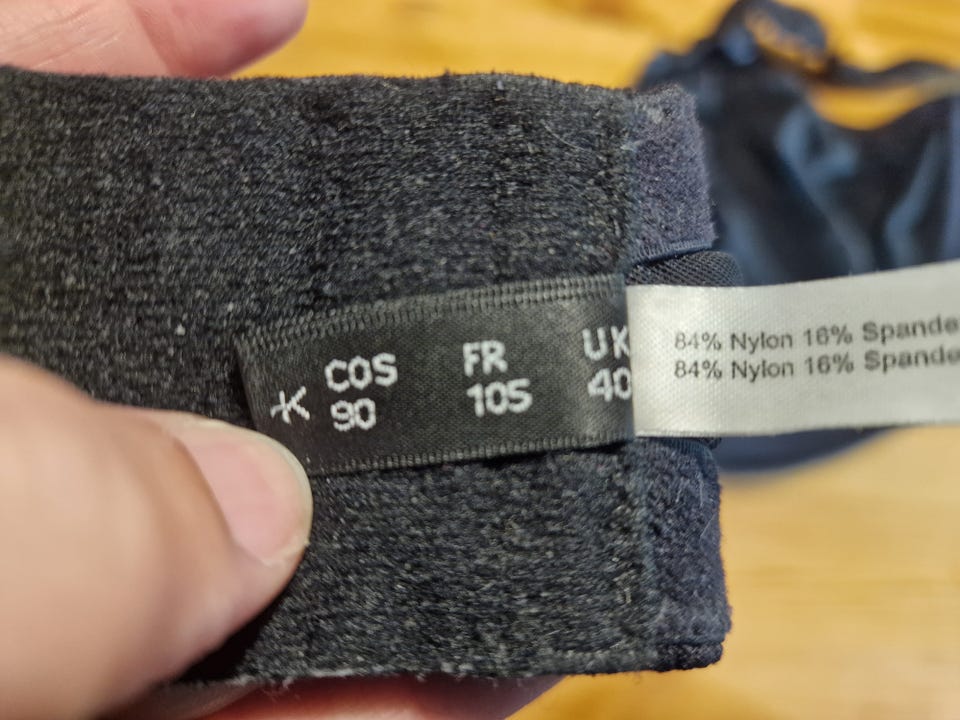 COS FR UK
90 105 40
84% Nylon 16% Spande
84% Nylon 16% Spande